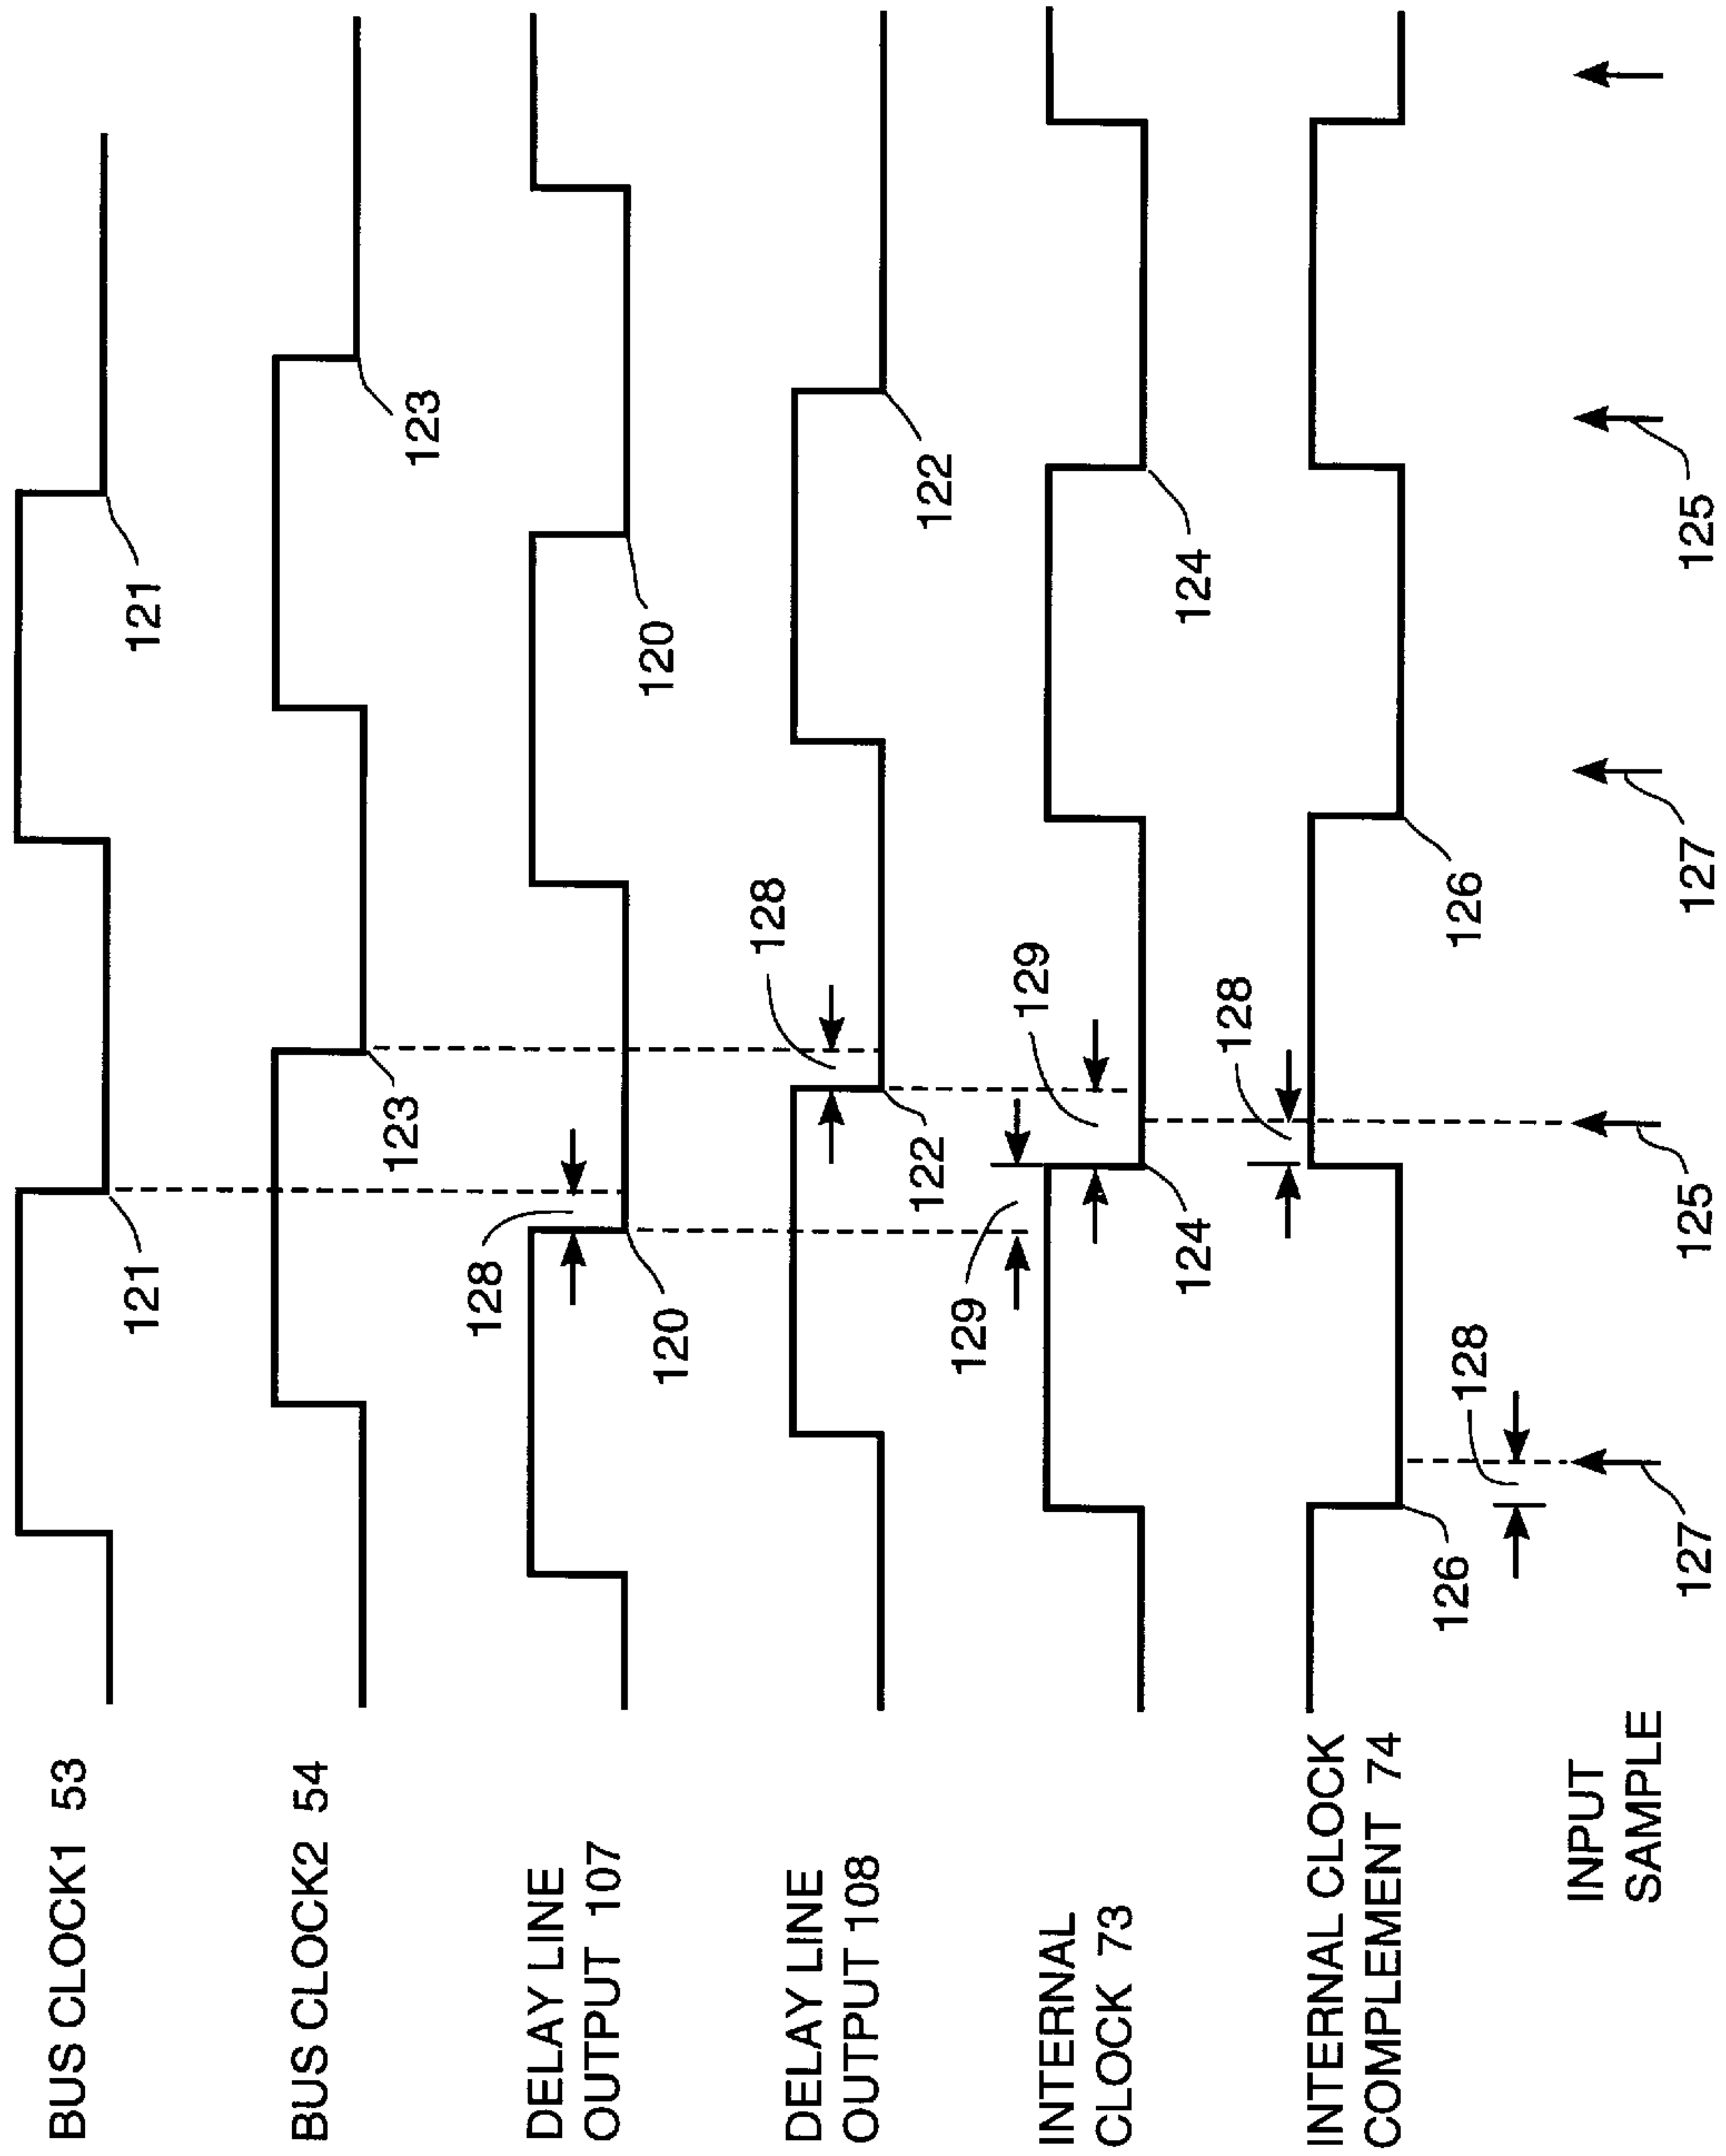 BUS CLOCK1 53
121
121
BUS CLOCK2 54
123
123
DELAY LINE
OUTPUT 107
128
120
120
DELAY LINE
OUTPUT 108
128
122
122
INTERNAL
CLOCK 73
129
129
124
124
INTERNAL CLOCK
COMPLEMENT 74
128
126
128
126
INPUT
SAMPLE
127
125
127
125